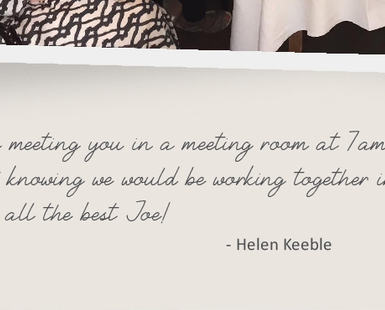 meeting you in a meeting room at 7am
knowing we would be working together
all the best Joe!
- Helen Keeble